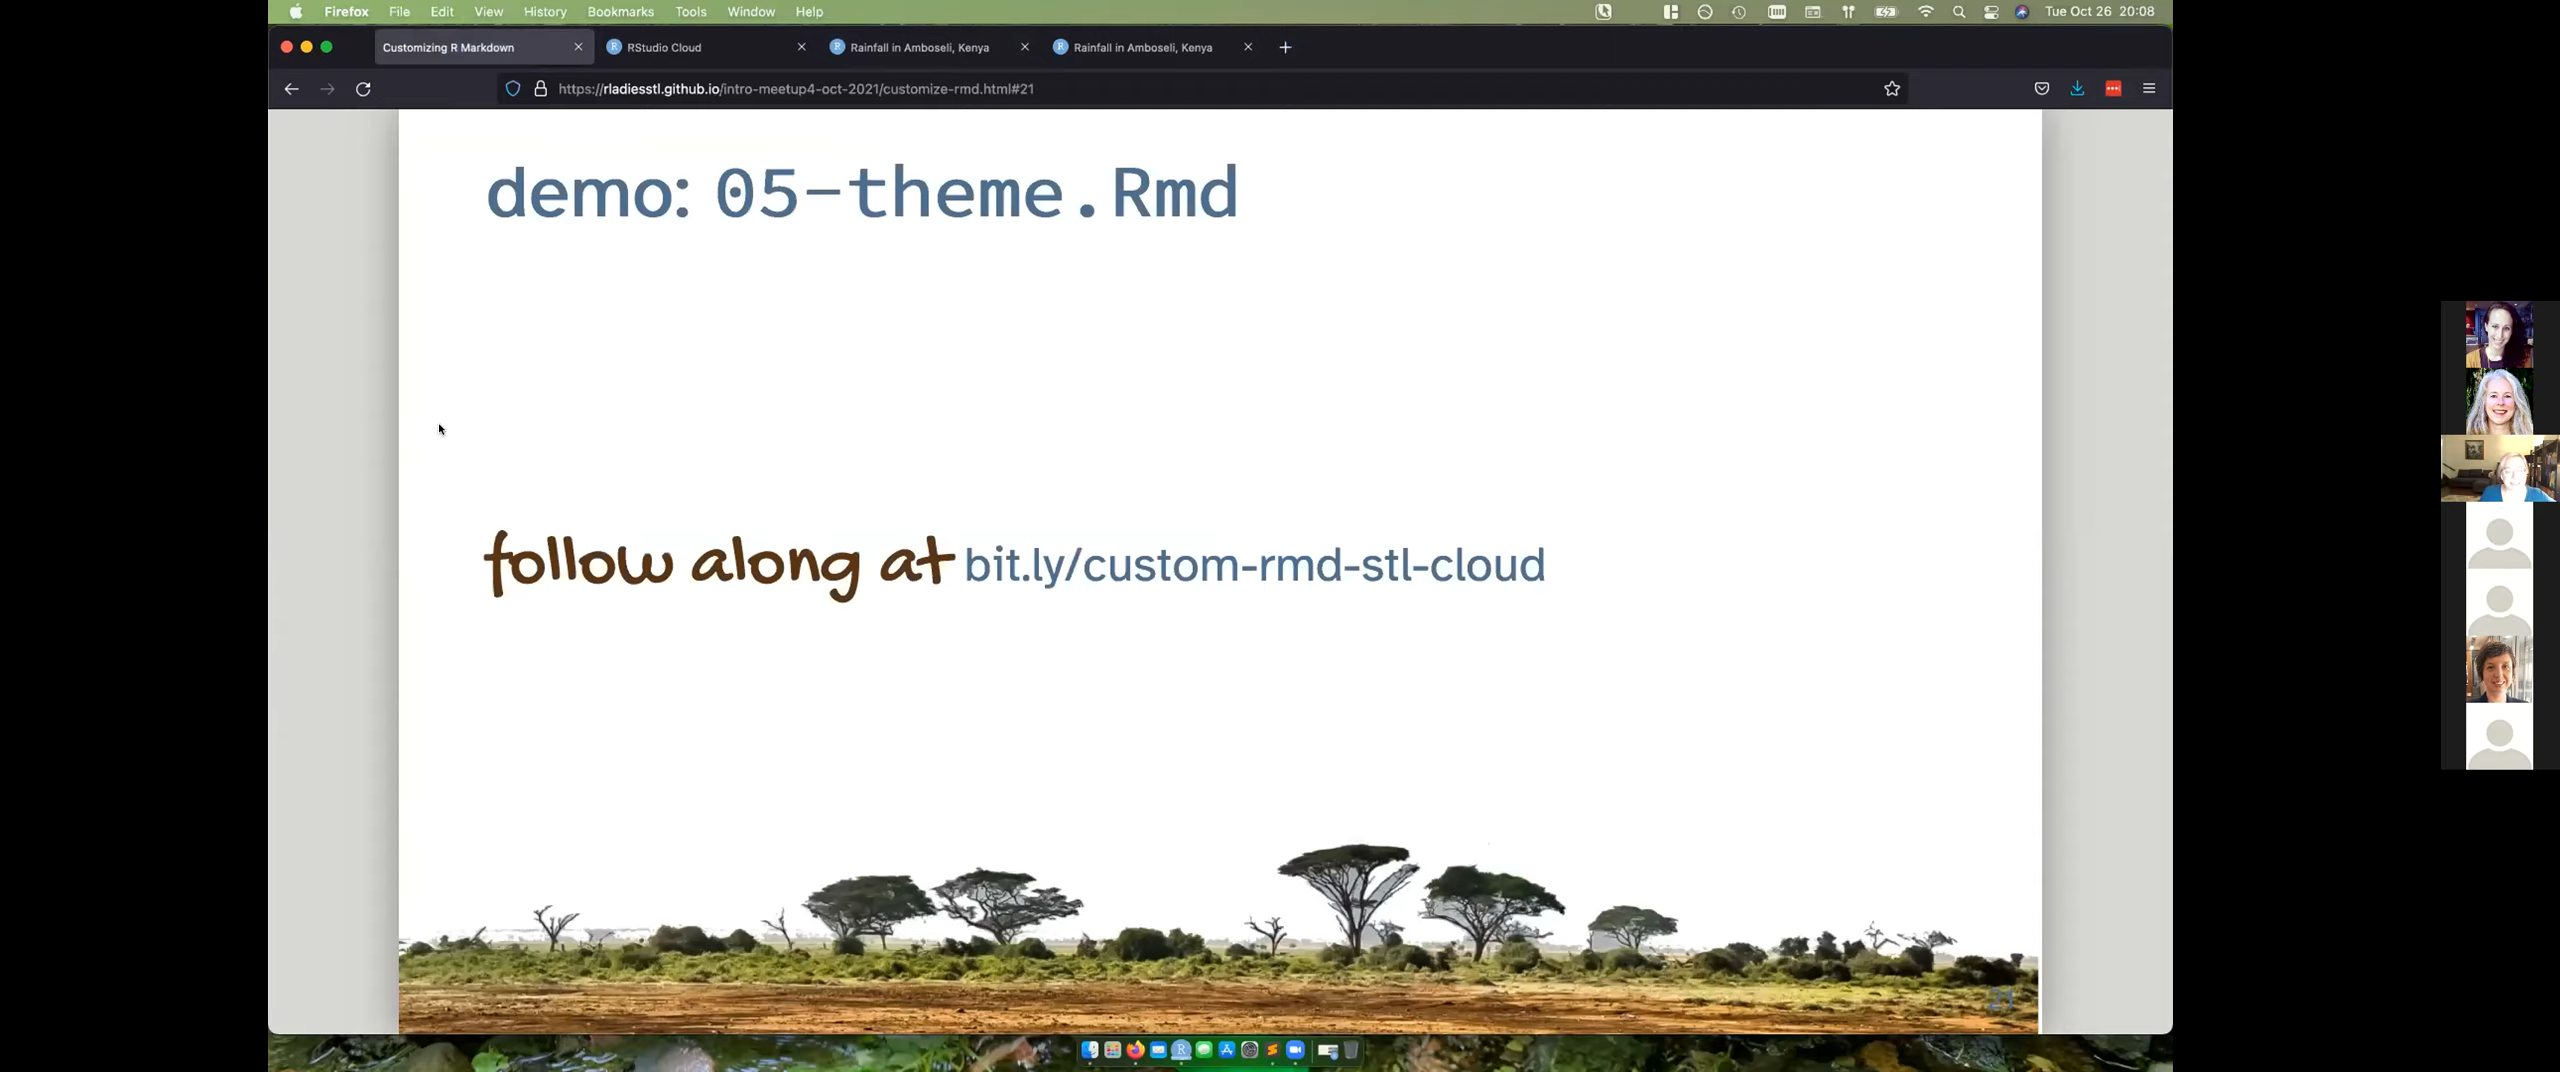 Firefox File Edit View History Bookmarks Tools Window Help Tue Oct 26 20:08
Customizing R Markdown RStudio Cloud Rainfall in Amboseli, Kenya Rainfall in Amboseli, Kenya
https://rladiesstl.github.io/intro-meetup4-oct-2021/customize-rmd.html#21
demo: 05-theme.Rmd
follow along at bit.ly/custom-rmd-stl-cloud
21